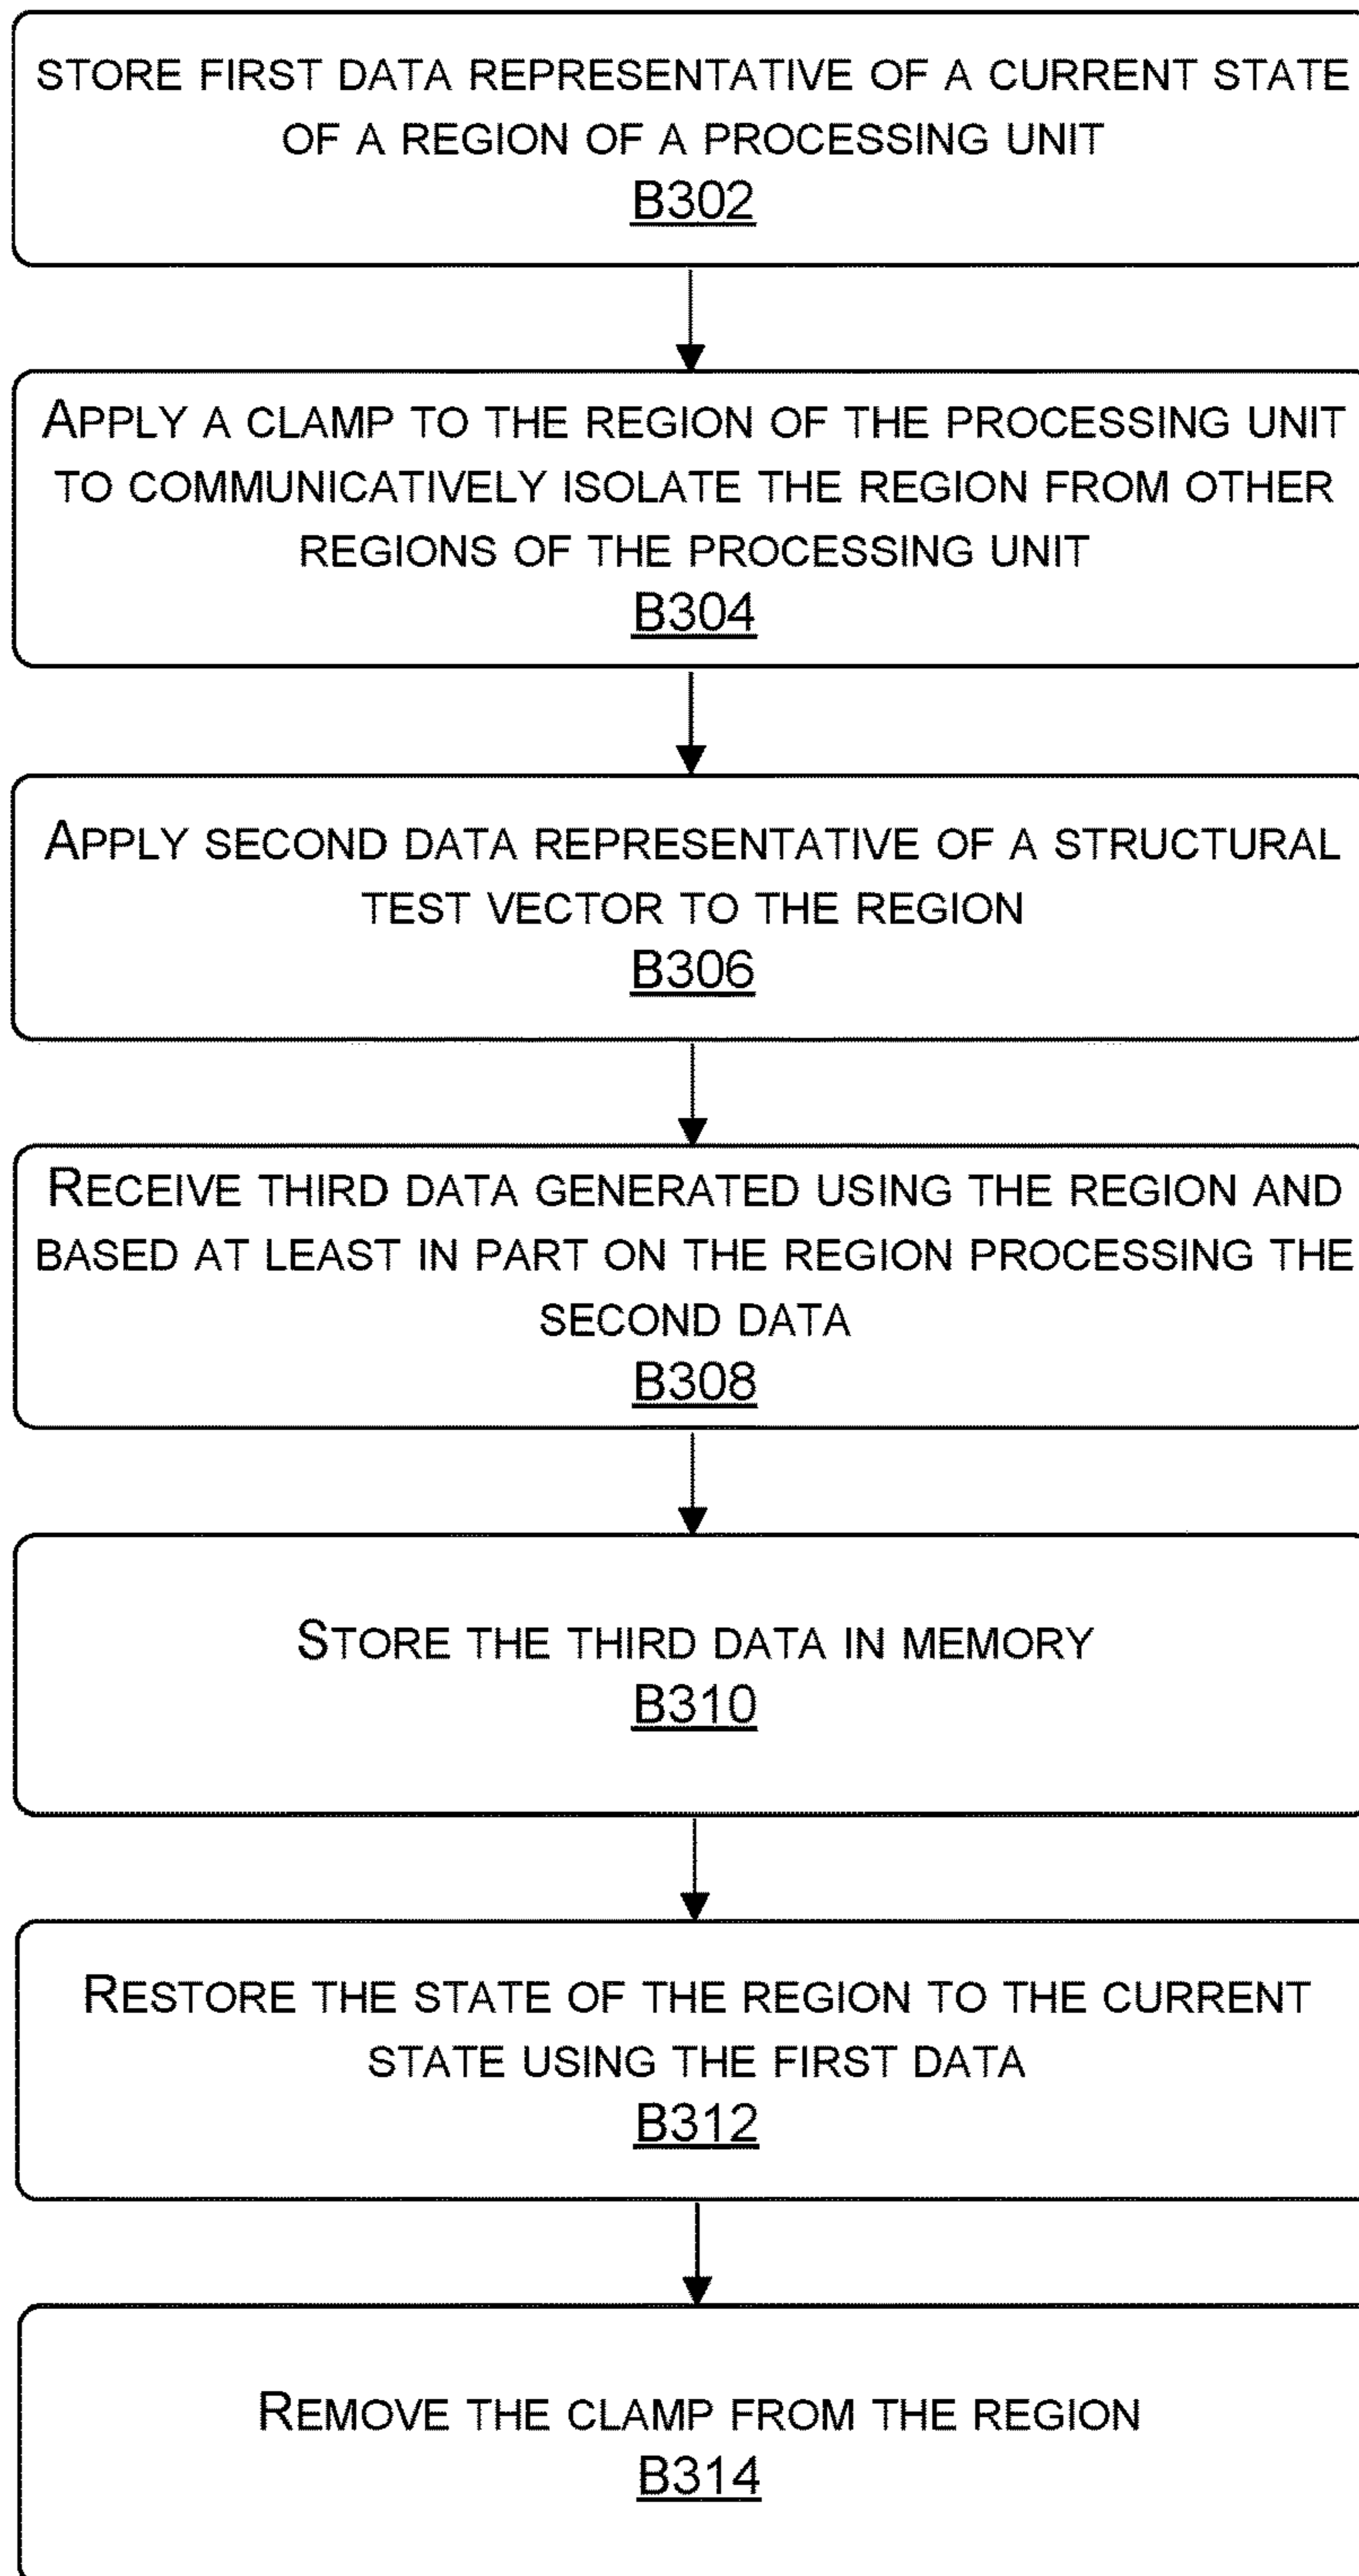 STORE FIRST DATA REPRESENTATIVE OF A CURRENT STATE
OF A REGION OF A PROCESSING UNIT
B302
APPLY A CLAMP TO THE REGION OF THE PROCESSING UNIT
TO COMMUNICATIVELY ISOLATE THE REGION FROM OTHER
REGIONS OF THE PROCESSING UNIT
B304
APPLY SECOND DATA REPRESENTATIVE OF A STRUCTURAL
TEST VECTOR TO THE REGION
B306
RECEIVE THIRD DATA GENERATED USING THE REGION AND
BASED AT LEAST IN PART ON THE REGION PROCESSING THE
SECOND DATA
B308
STORE THE THIRD DATA IN MEMORY
B310
RESTORE THE STATE OF THE REGION TO THE CURRENT
STATE USING THE FIRST DATA
B312
REMOVE THE CLAMP FROM THE REGION
B314